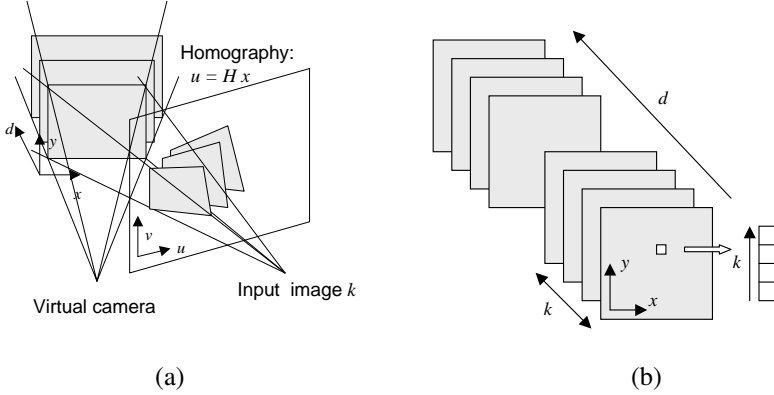 Homography:
u = H x
d
y
x
v
u
Virtual camera
Input image k
(a)
d
y
x
k
k
(b)